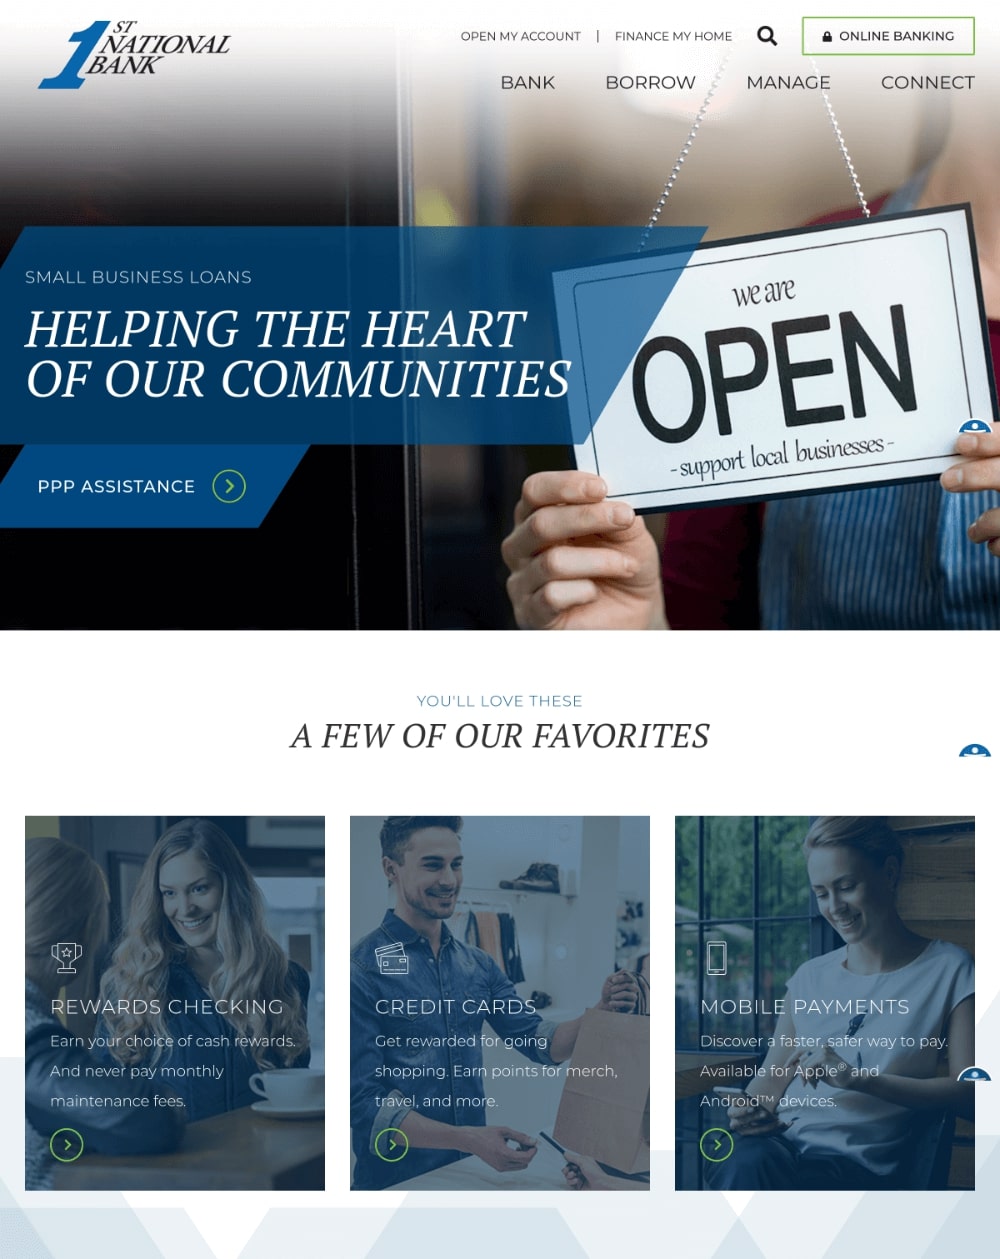 1ST
NATIONAL
BANK
OPEN MY ACCOUNT | FINANCE MY HOME
ONLINE BANKING
BANK BORROW MANAGE CONNECT
SMALL BUSINESS LOANS
HELPING THE HEART
OF OUR COMMUNITIES
PPP ASSISTANCE
we are
OPEN
- support local businesses -
YOU'LL LOVE THESE
A FEW OF OUR FAVORITES
REWARDS CHECKING
Earn your choice of cash rewards.
And never pay monthly
maintenance fees.
CREDIT CARDS
Get rewarded for going
shopping. Earn points for merch,
travel, and more.
MOBILE PAYMENTS
Discover a faster, safer way to pay.
Available for Apple® and
Android™ devices.